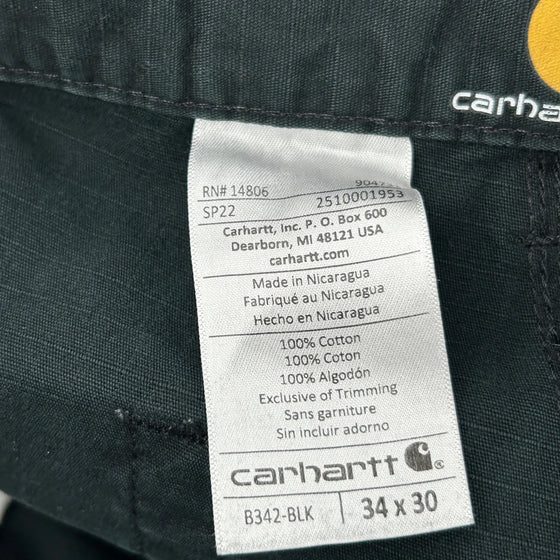 carha
RN# 14806
SP22 2510001953
Carhartt, Inc. P. O. Box 600
Dearborn, MI 48121 USA
carhartt.com
Made in Nicaragua
Fabriqué au Nicaragua
Hecho en Nicaragua
100% Cotton
100% Coton
100% Algodón
Exclusive of Trimming
Sans garniture
Sin incluir adorno
carhartt ®
B342-BLK 34 x 30